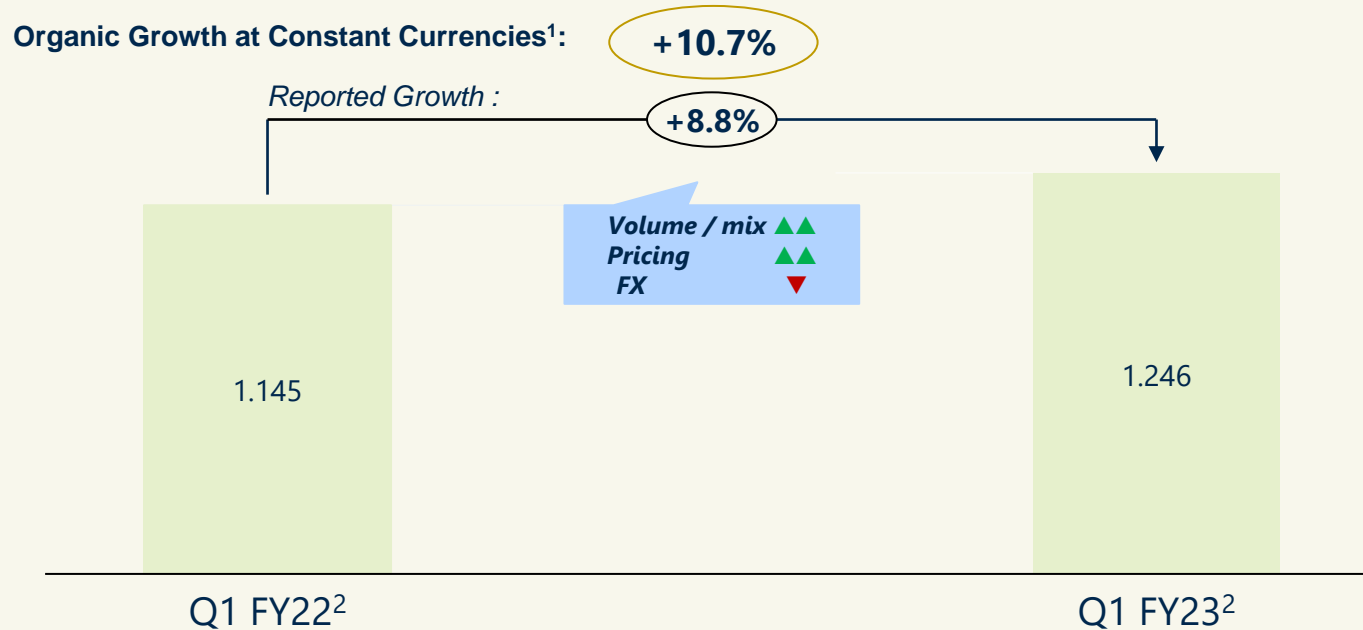 Organic Growth at Constant Currencies¹: +10.7%
Reported Growth :
+8.8%
Volume / mix ▲▲
Pricing ▲▲
FX ▼
1.145
1.246
Q1 FY22²
Q1 FY23²